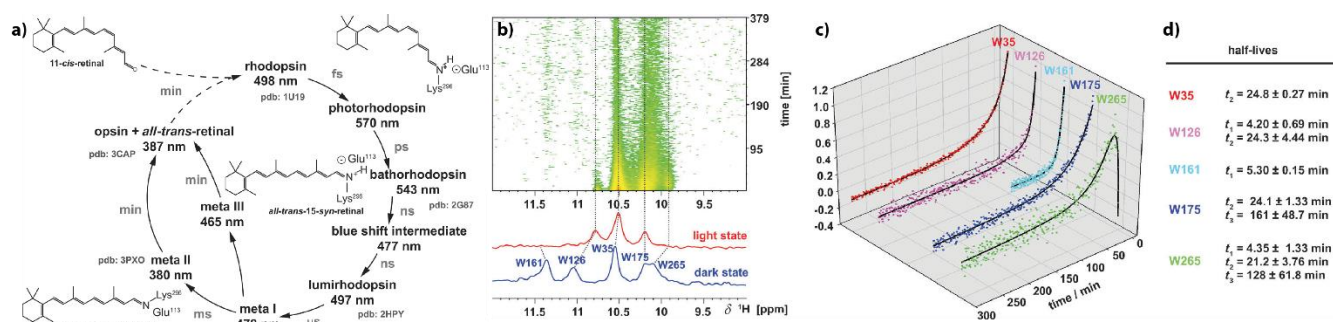 a)
11-cis-retinal
rhodopsin
498 nm
pdb: 1U19
fs
N
H
Glu113
Lys296
min
photorhodopsin
570 nm
ps
opsin + all-trans-retinal
387 nm
pdb: 3CAP
min
Glu113
N
H
Lys296
all-trans-15-syn-retinal
bathorhodopsin
543 nm
pdb: 2G87
ns
min
meta III
465 nm
blue shift intermediate
477 nm
ns
pdb: 3PXO
meta II
380 nm
lumirhodopsin
497 nm
pdb: 2HPY
N
Lys296
Glu113
ms
meta I
b)
379
290
190
95
time [min]
11.5 11.0 10.5 10.0 9.5
light state
W161
W126
W35
W175
W265
dark state
11.5 11.0 10.5 10.0 9.5
δ 1H [ppm]
c)
W35
W126
W161
W175
W265
1.2
1.0
0.8
0.6
0.4
0.2
0.0
-0.2
-0.4
300 250 200 150 100 50 0
time / min
d)
half-lives
W35 t2 = 24.8 ± 0.27 min
W126 t1 = 4.20 ± 0.69 min
t2 = 24.3 ± 4.44 min
W161 t1 = 5.30 ± 0.15 min
W175 t2 = 24.1 ± 1.33 min
t3 = 161 ± 48.7 min
W265 t1 = 4.35 ± 1.33 min
t2 = 21.2 ± 3.76 min
t3 = 128 ± 61.8 min